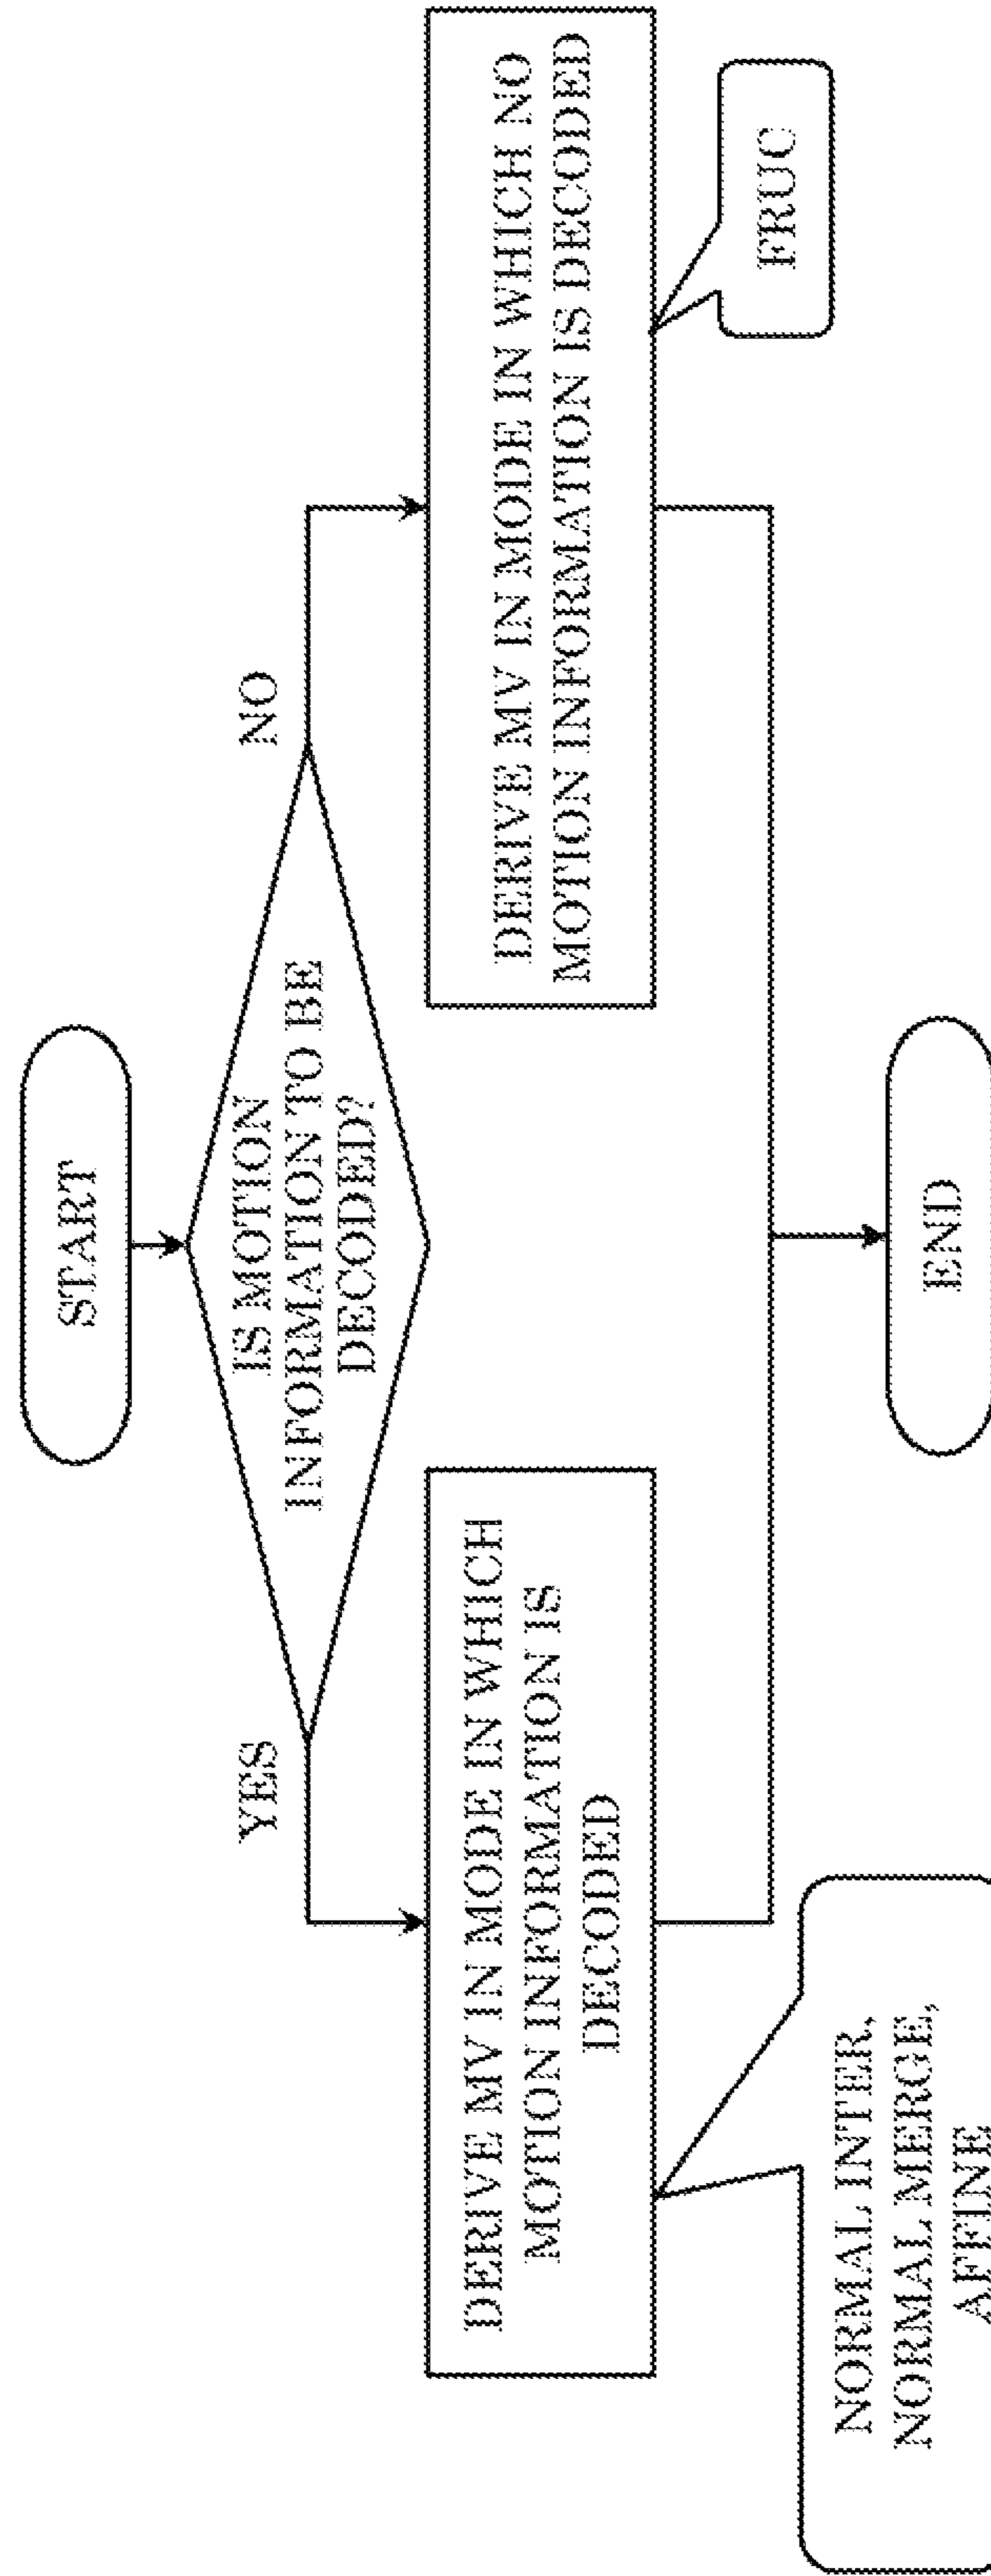 START
IS MOTION
INFORMATION TO BE
DECODED?
YES
NO
DERIVE MV IN MODE IN WHICH
MOTION INFORMATION IS
DECODED
DERIVE MV IN MODE IN WHICH NO
MOTION INFORMATION IS DECODED
NORMAL INTER,
NORMAL MERGE,
AFFINE
FRUC
END